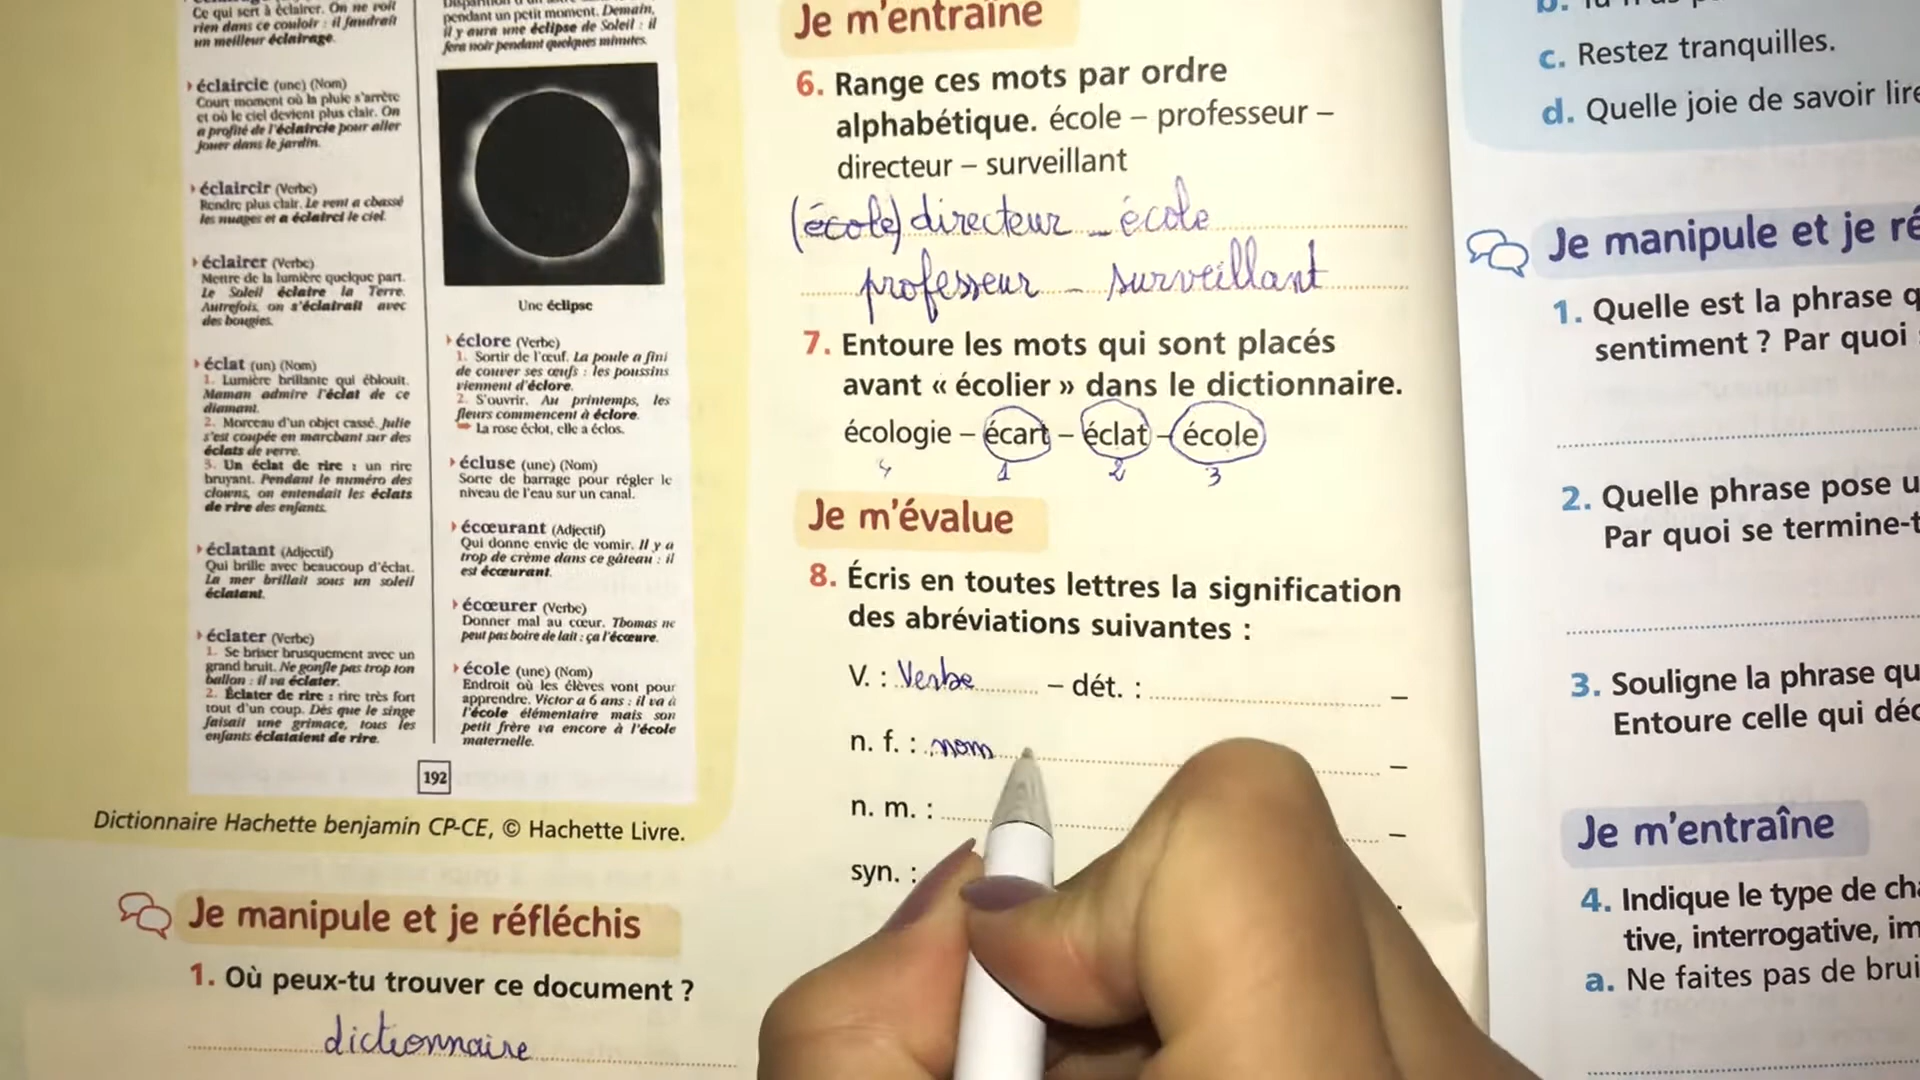 Ce qui sert à éclairer. On ne voit
rien dans ce couloir : il faudrait
un meilleur éclairage.
éclaircie (une) (Nom)
Court moment où la pluie s'arrête
et où le ciel devient plus clair. On
a profité de l'éclaircie pour aller
jouer dans le jardin.
éclaircir (Verbe)
Rendre plus clair. Le vent a chassé
les nuages et a éclairci le ciel.
éclairer (Verbe)
Mettre de la lumière quelque part.
Le Soleil éclaire la Terre.
Autrefois, on s'éclairait avec
des bougies.
éclat (un) (Nom)
1. Lumière brillante qui éblouit.
Maman admire l'éclat de ce
diamant.
2. Morceau d'un objet cassé. Julie
s'est coupée en marchant sur des
éclats de verre.
3. Un éclat de rire : un rire
bruyant. Pendant le numéro des
clowns, on entendait les éclats
de rire des enfants.
éclatant (Adjectif)
Qui brille avec beaucoup d'éclat.
La mer brillait sous un soleil
éclatant.
éclater (Verbe)
1. Se briser brusquement avec un
grand bruit. Ne gonfle pas trop ton
ballon : il va éclater.
2. Éclater de rire : rire très fort
tout d'un coup. Dès que le singe
faisait une grimace, tous les
enfants éclataient de rire.
pendant un petit moment. Demain,
il y aura une éclipse de Soleil : il
fera noir pendant quelques minutes.
Une éclipse
éclore (Verbe)
1. Sortir de l'œuf. La poule a fini
de couver ses œufs : les poussins
viennent d'éclore.
2. S'ouvrir. Au printemps, les
fleurs commencent à éclore.
La rose éclot, elle a éclos.
écluse (une) (Nom)
Sorte de barrage pour régler le
niveau de l'eau sur un canal.
écœurant (Adjectif)
Qui donne envie de vomir. Il y a
trop de crème dans ce gâteau : il
est écœurant.
écœurer (Verbe)
Donner mal au cœur. Thomas ne
peut pas boire de lait : ça l'écœure.
école (une) (Nom)
Endroit où les élèves vont pour
apprendre. Victor a 6 ans : il va à
l'école élémentaire mais son
petit frère va encore à l'école
maternelle.
192
Dictionnaire Hachette benjamin CP-CE, © Hachette Livre.
Je manipule et je réfléchis
1. Où peux-tu trouver ce document ?
dictionnaire
Je m'entraîne
6. Range ces mots par ordre
alphabétique. école – professeur –
directeur – surveillant
(école) directeur _ école
professeur - surveillant
7. Entoure les mots qui sont placés
avant « écolier » dans le dictionnaire.
écologie – écart – éclat – école
4 1 2 3
Je m'évalue
8. Écris en toutes lettres la signification
des abréviations suivantes :
V. : Verbe – dét. : –
n. f. : nom –
n. m. : –
syn. : .
c. Restez tranquilles.
d. Quelle joie de savoir lire
Je manipule et je ré
1. Quelle est la phrase q
sentiment ? Par quoi
2. Quelle phrase pose u
Par quoi se termine-t
3. Souligne la phrase qu
Entoure celle qui déc
Je m'entraîne
4. Indique le type de cha
tive, interrogative, im
a. Ne faites pas de brui